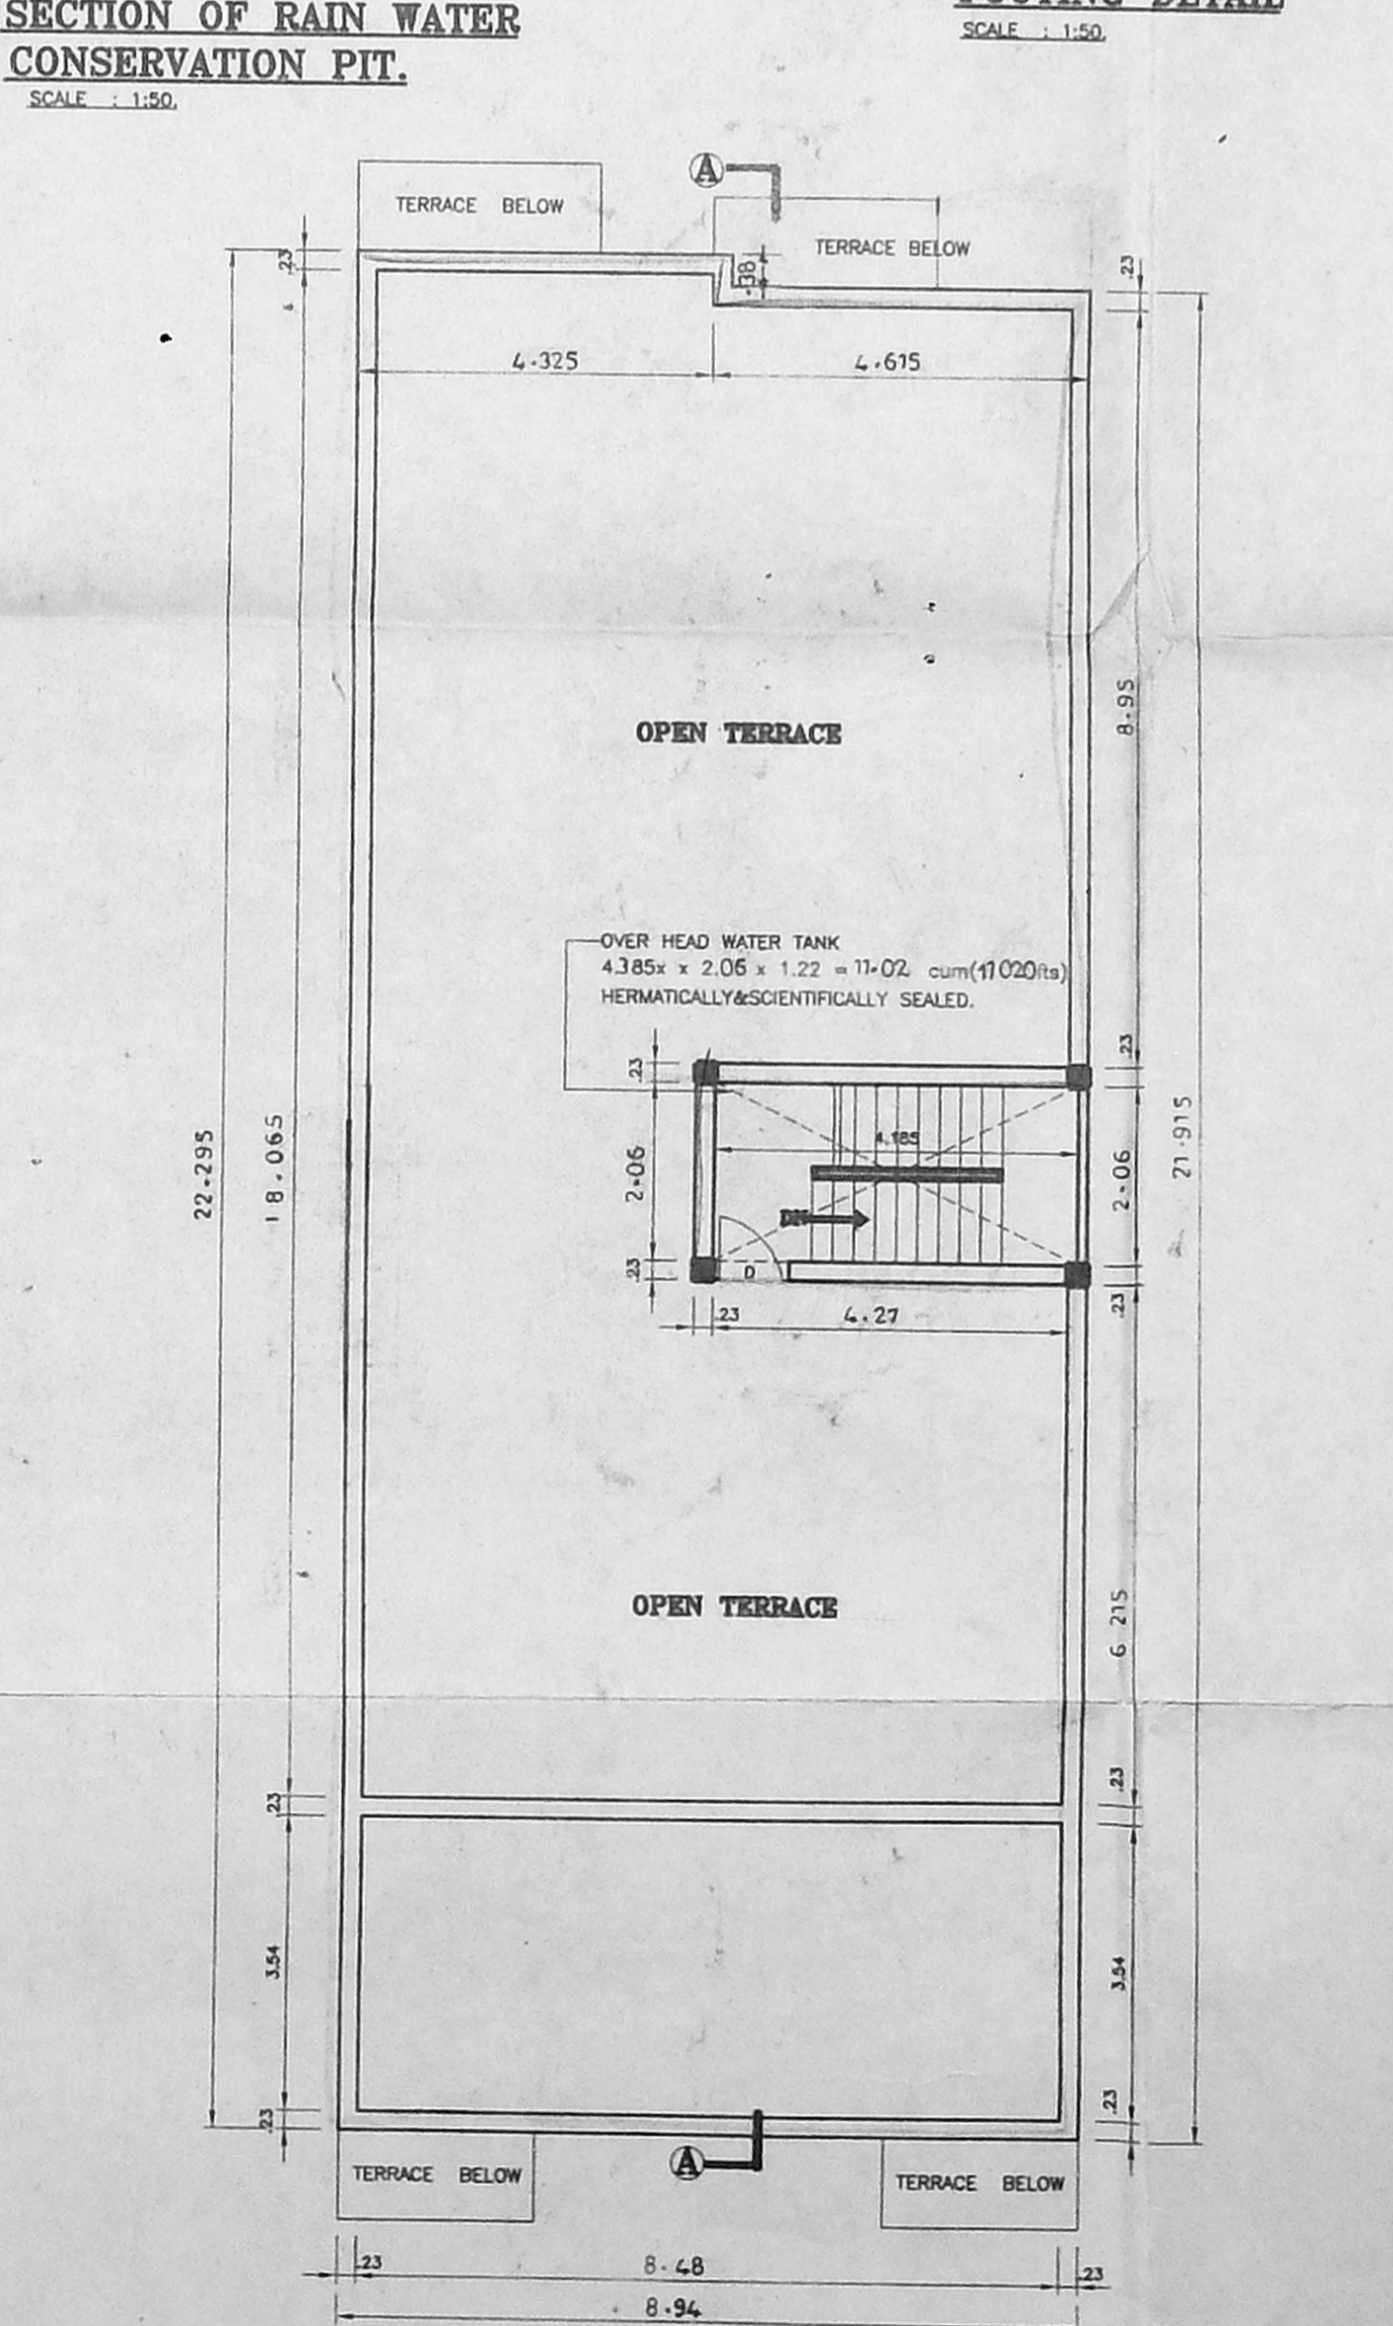 SECTION OF RAIN WATER
CONSERVATION PIT.
SCALE : 1:50.
FOOTING DETAIL
SCALE : 1:50.
A
TERRACE BELOW
TERRACE BELOW
.23
.38
.23
4.325
4.615
OPEN TERRACE
8.95
OVER HEAD WATER TANK
4.385x x 2.06 x 1.22 = 11.02 cum(11020lts)
HERMATICALLY&SCIENTIFICALLY SEALED.
.23
.23
22.295
18.065
2.06
4.185
2.06
21.915
DN
.23
D
.23
.23
4.27
OPEN TERRACE
6 215
.23
.23
3.54
3.54
.23
.23
A
TERRACE BELOW
TERRACE BELOW
.23
8.48
.23
8.94